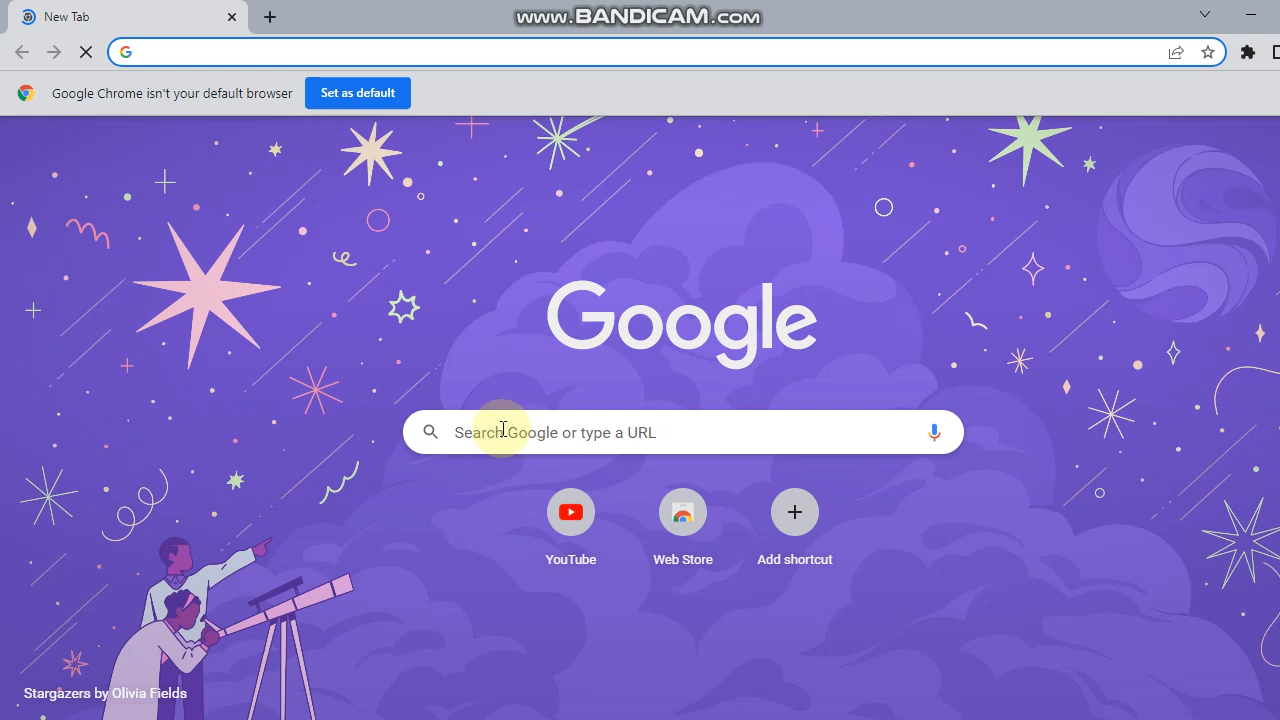 New Tab
www.BANDICAM.com
Google Chrome isn't your default browser
Set as default
Google
Search Google or type a URL
YouTube
Web Store
Add shortcut
Stargazers by Olivia Fields